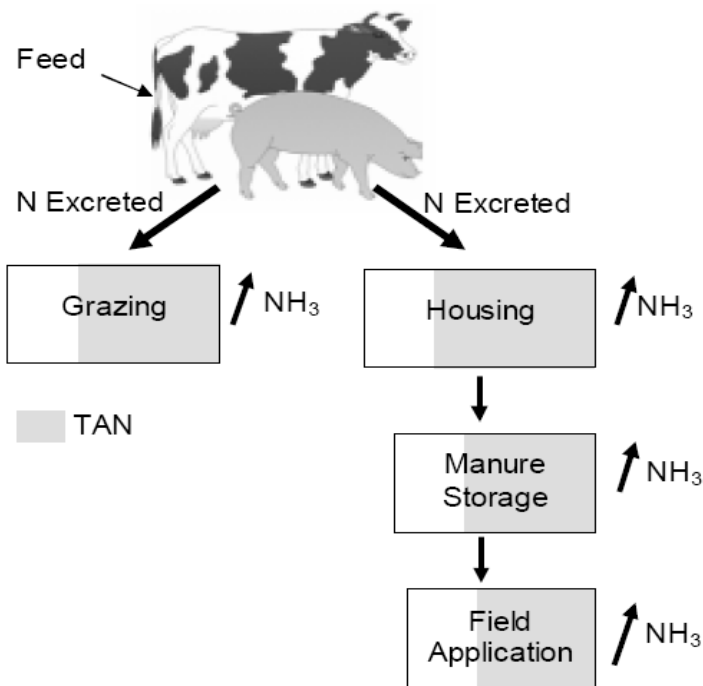 Feed
N Excreted
N Excreted
Grazing
NH₃
Housing
NH₃
TAN
Manure
Storage
NH₃
Field
Application
NH₃